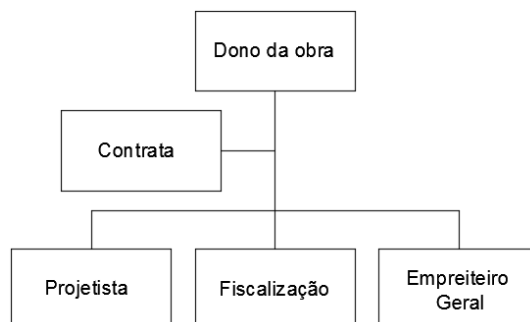 Dono da obra
Contrata
Projetista
Fiscalização
Empreiteiro
Geral